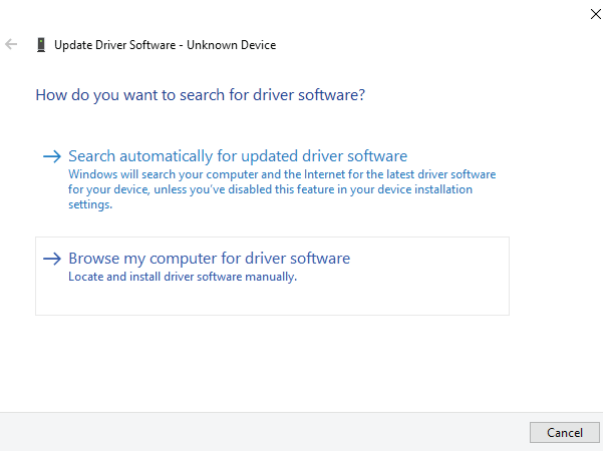 Update Driver Software - Unknown Device
How do you want to search for driver software?
Search automatically for updated driver software
Windows will search your computer and the Internet for the latest driver software
for your device, unless you've disabled this feature in your device installation
settings.
Browse my computer for driver software
Locate and install driver software manually.
Cancel